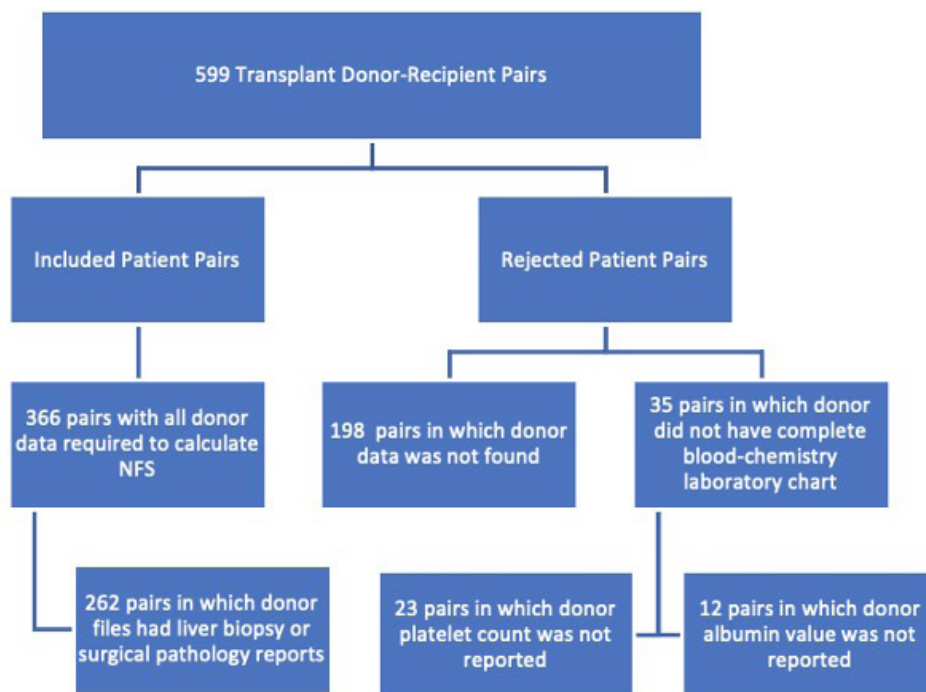 599 Transplant Donor-Recipient Pairs
Included Patient Pairs
Rejected Patient Pairs
366 pairs with all donor
data required to calculate
NFS
198 pairs in which donor
data was not found
35 pairs in which donor
did not have complete
blood-chemistry
laboratory chart
262 pairs in which donor
files had liver biopsy or
surgical pathology reports
23 pairs in which donor
platelet count was not
reported
12 pairs in which donor
albumin value was not
reported